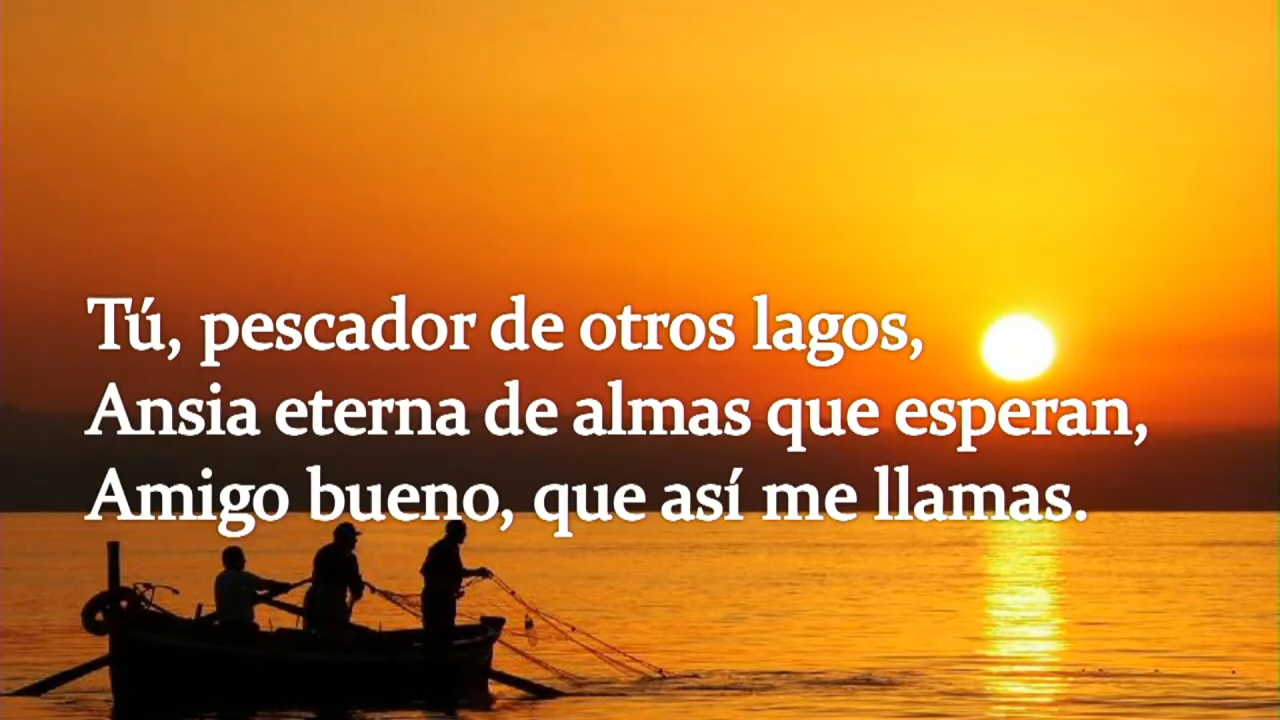 Tú, pescador de otros lagos,
Ansia eterna de almas que esperan,
Amigo bueno, que así me llamas.